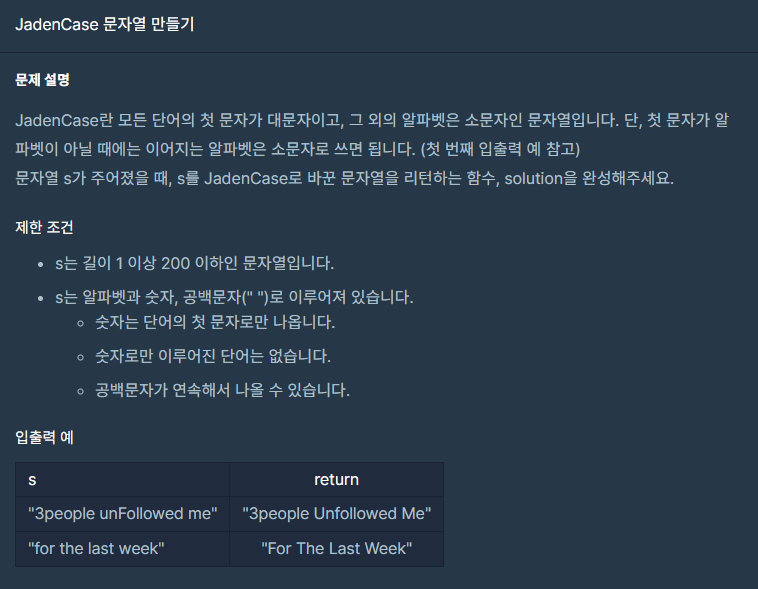 JadenCase 문자열 만들기
문제 설명
JadenCase란 모든 단어의 첫 문자가 대문자이고, 그 외의 알파벳은 소문자인 문자열입니다. 단, 첫 문자가 알
파벳이 아닐 때에는 이어지는 알파벳은 소문자로 쓰면 됩니다. (첫 번째 입출력 예 참고)
문자열 s가 주어졌을 때, s를 JadenCase로 바꾼 문자열을 리턴하는 함수, solution을 완성해주세요.
제한 조건
s는 길이 1 이상 200 이하인 문자열입니다.
s는 알파벳과 숫자, 공백문자(" ")로 이루어져 있습니다.
숫자는 단어의 첫 문자로만 나옵니다.
숫자로만 이루어진 단어는 없습니다.
공백문자가 연속해서 나올 수 있습니다.
입출력 예
s return
"3people unFollowed me" "3people Unfollowed Me"
"for the last week" "For The Last Week"